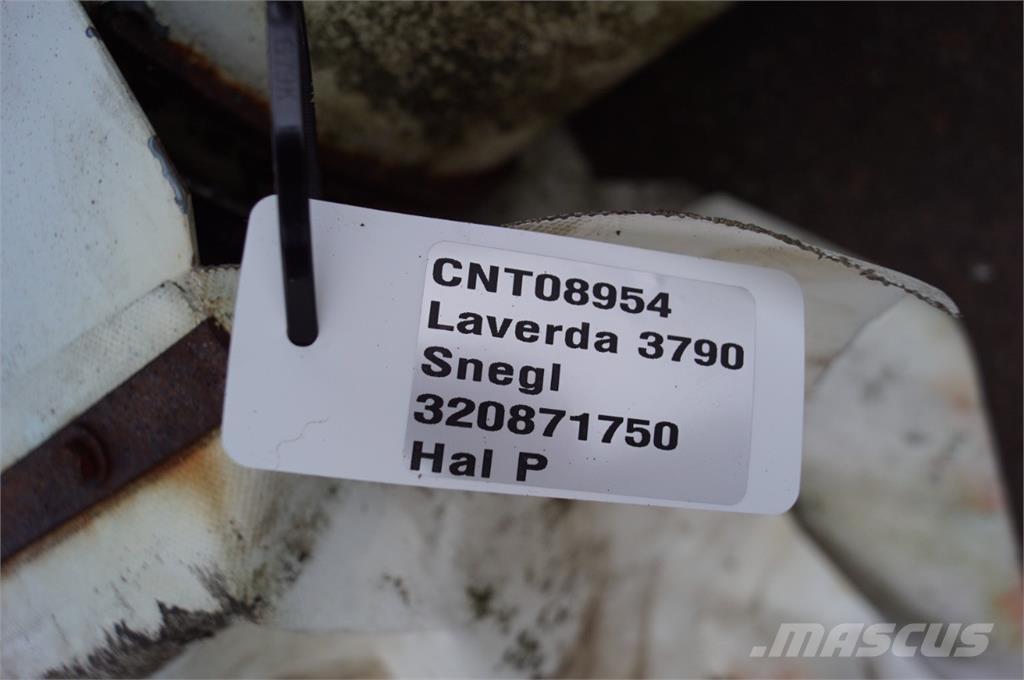 CNT08954
Laverda 3790
Snegl
320871750
Hal P
MASCUS